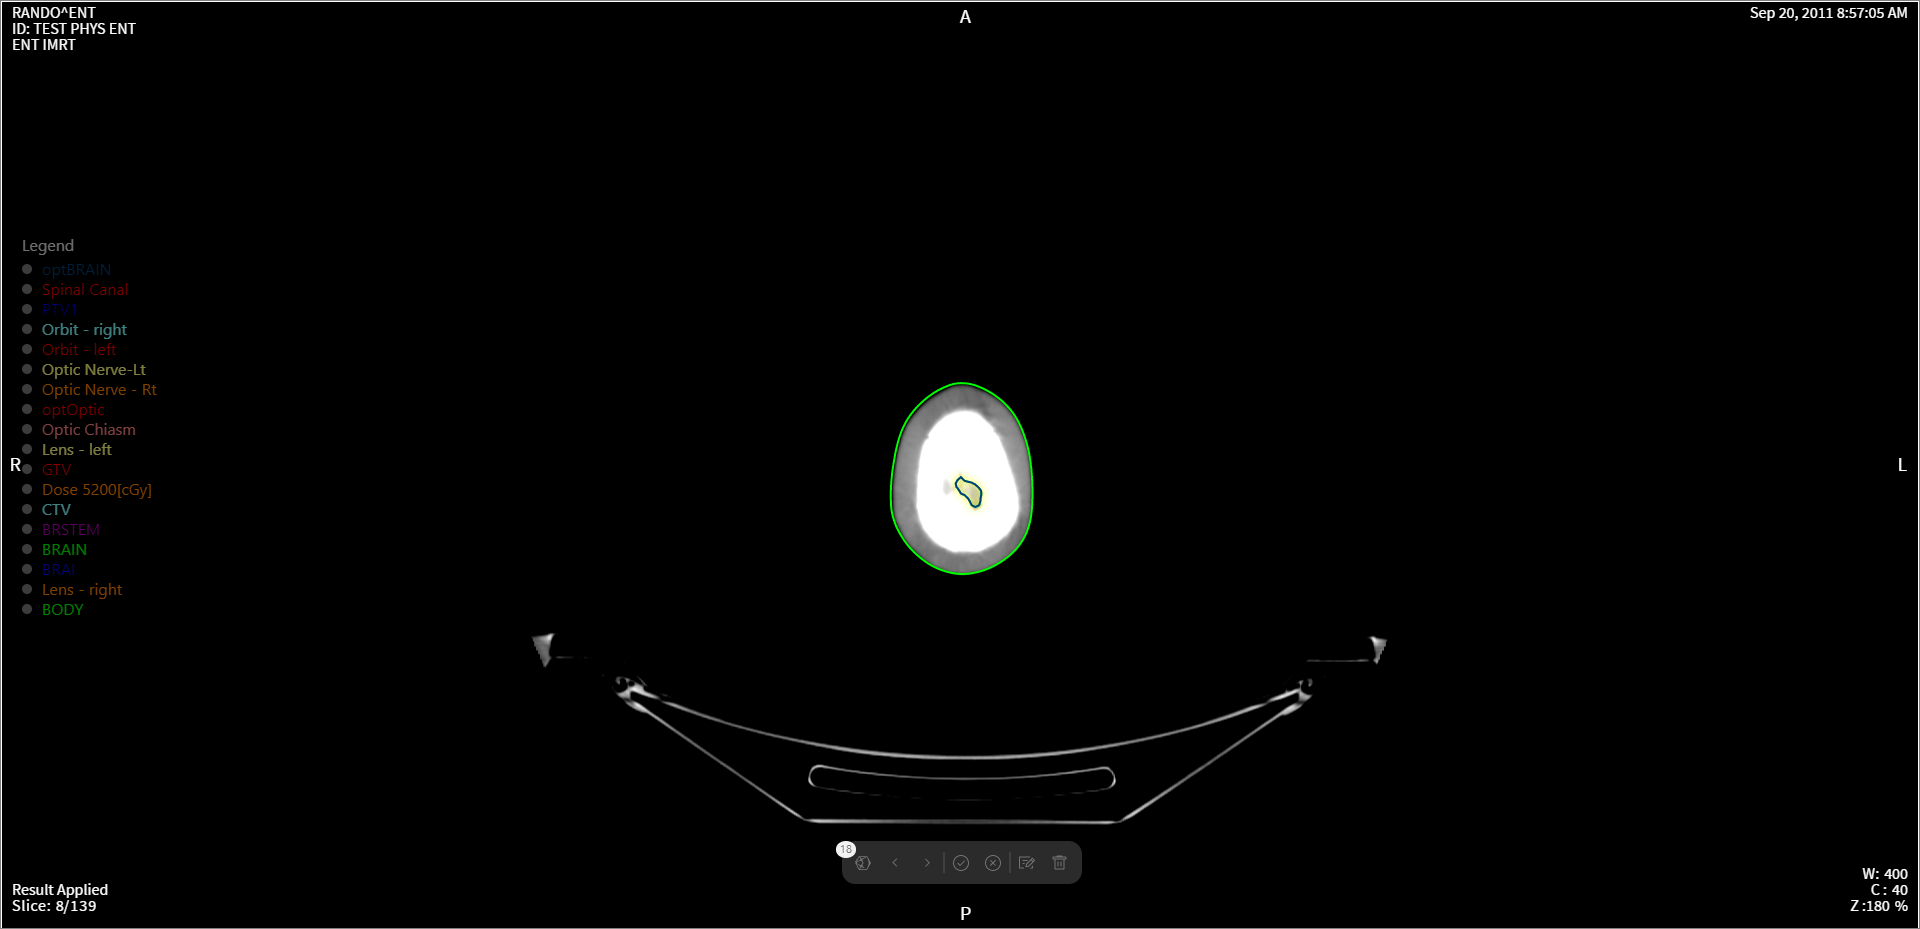 RANDO^ENT
ID: TEST PHYS ENT
ENT IMRT
A
Sep 20, 2011 8:57:05 AM
Legend
optBRAIN
Spinal Canal
PTV1
Orbit - right
Orbit - left
Optic Nerve-Lt
Optic Nerve - Rt
optOptic
Optic Chiasm
Lens - left
R
L
GTV
Dose 5200[cGy]
CTV
BRSTEM
BRAIN
BRAI
Lens - right
BODY
18
Result Applied
Slice: 8/139
P
W: 400
C: 40
Z:180 %